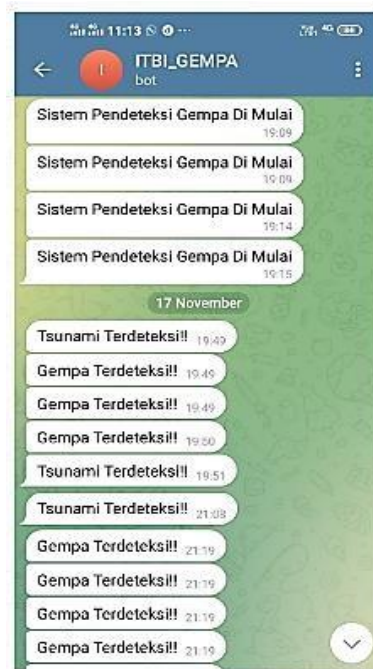 11:13
4G
ITBI_GEMPA
bot
Sistem Pendeteksi Gempa Di Mulai
19:09
Sistem Pendeteksi Gempa Di Mulai
19:09
Sistem Pendeteksi Gempa Di Mulai
19:14
Sistem Pendeteksi Gempa Di Mulai
19:15
17 November
Tsunami Terdeteksi!! 19:49
Gempa Terdeteksi!! 19:49
Gempa Terdeteksi!! 19:49
Gempa Terdeteksi!! 19:50
Tsunami Terdeteksi!! 19:51
Tsunami Terdeteksi!! 21:08
Gempa Terdeteksi!! 21:19
Gempa Terdeteksi!! 21:19
Gempa Terdeteksi!! 21:19
Gempa Terdeteksi!! 21:19